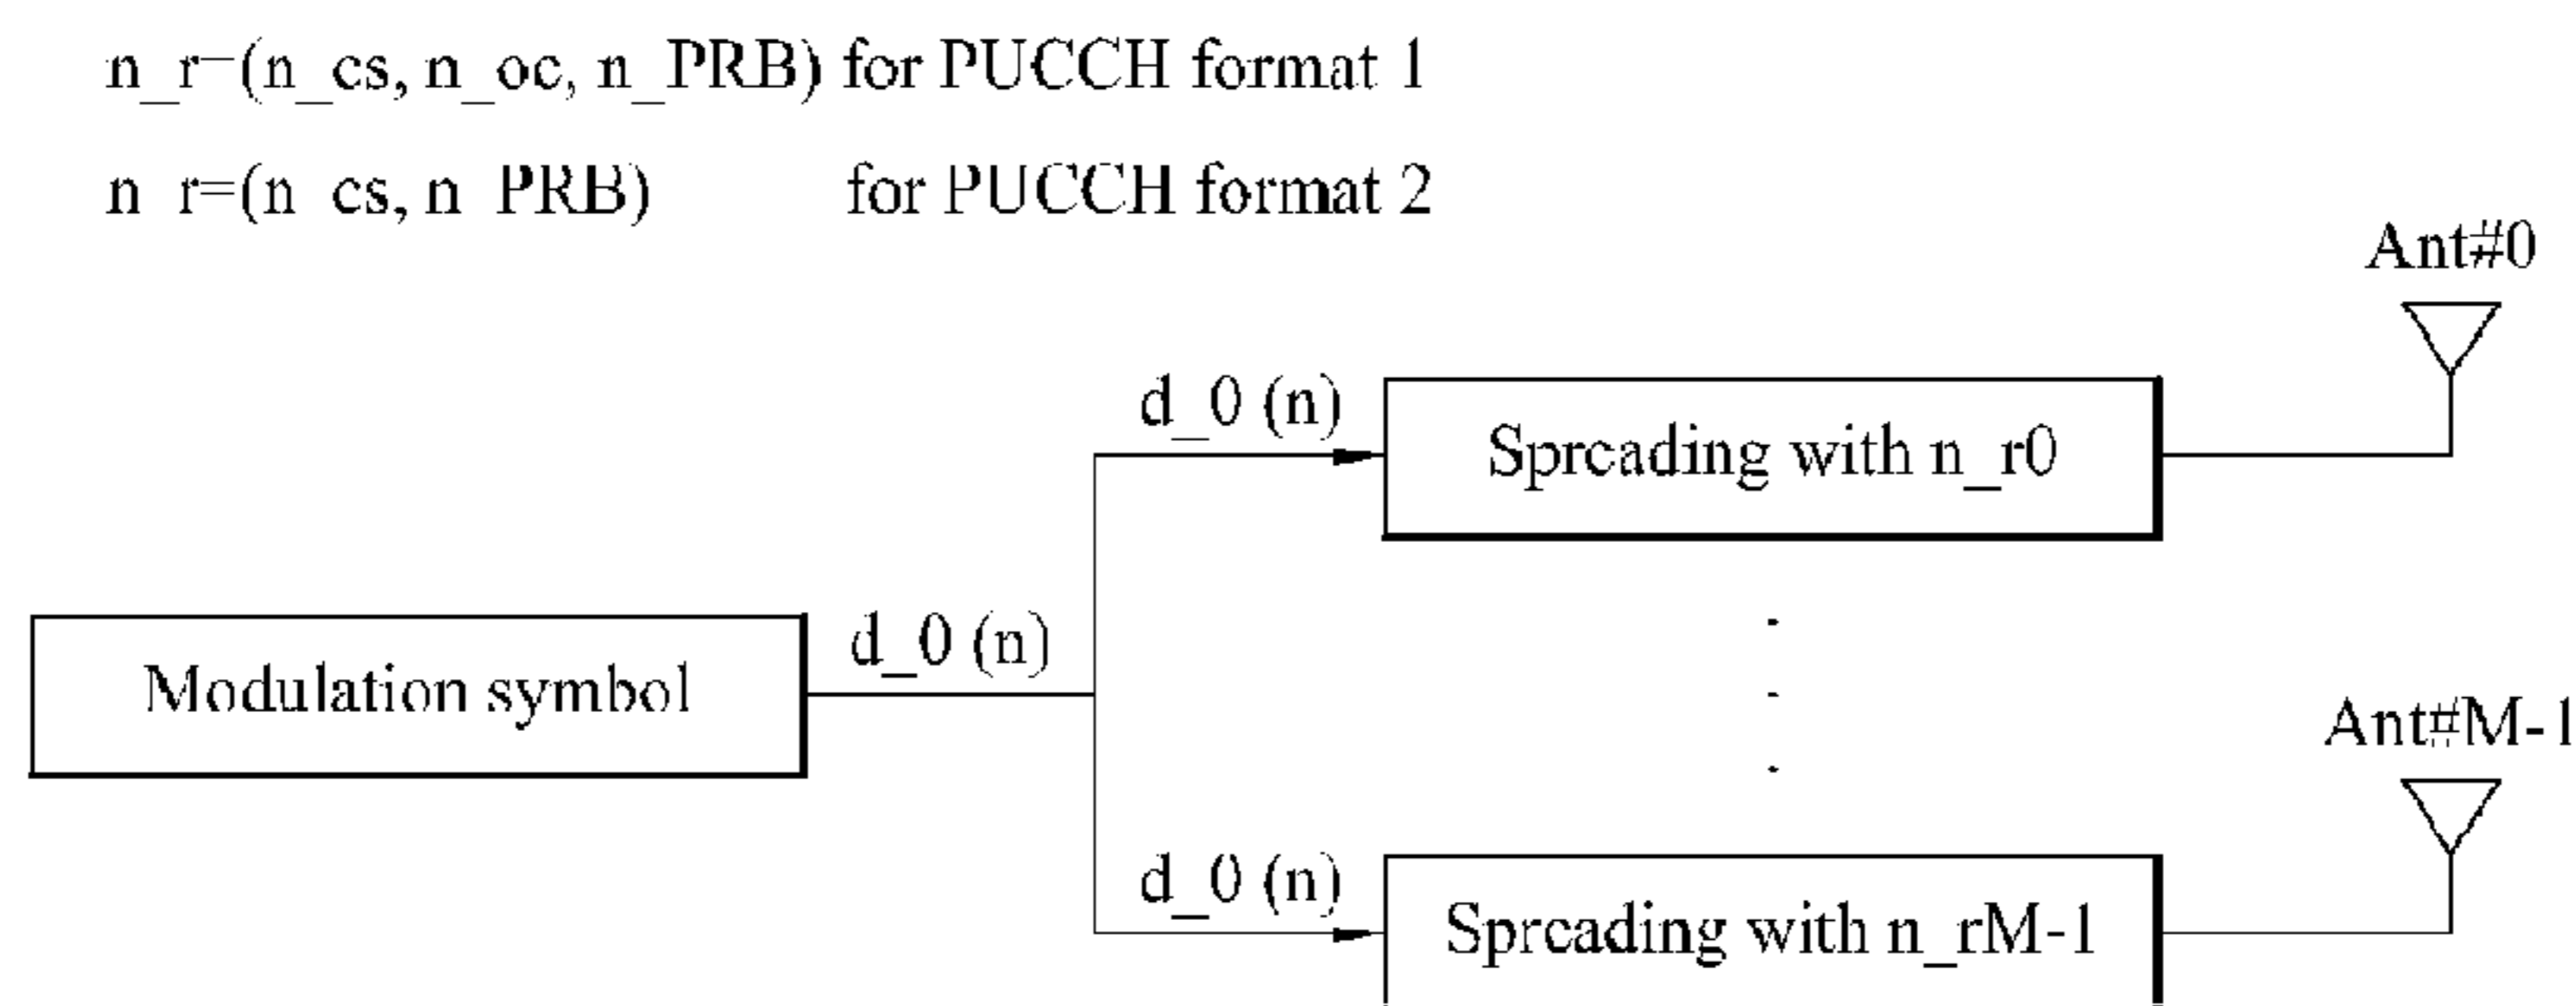 n_r=(n_cs, n_oc, n_PRB) for PUCCH format 1
n_r=(n_cs, n_PRB) for PUCCH format 2
Ant#0
d_0 (n)
Spreading with n_r0
Modulation symbol
d_0 (n)
Ant#M-1
d_0 (n)
Spreading with n_rM-1